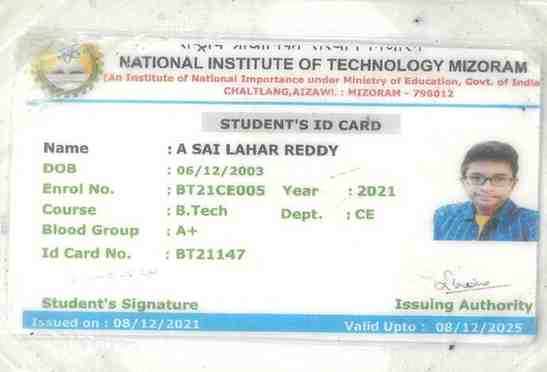 NATIONAL INSTITUTE OF TECHNOLOGY MIZORAM
(An Institute of National Importance under Ministry of Education, Govt. of India
CHALTLANG,AIZAWL : MIZORAM - 796012
STUDENT'S ID CARD
Name : A SAI LAHAR REDDY
DOB : 06/12/2003
Enrol No. : BT21CE005 Year : 2021
Course : B.Tech Dept. : CE
Blood Group : A+
Id Card No. : BT21147
Student's Signature Issuing Authority
Issued on : 08/12/2021 Valid Upto : 08/12/2025